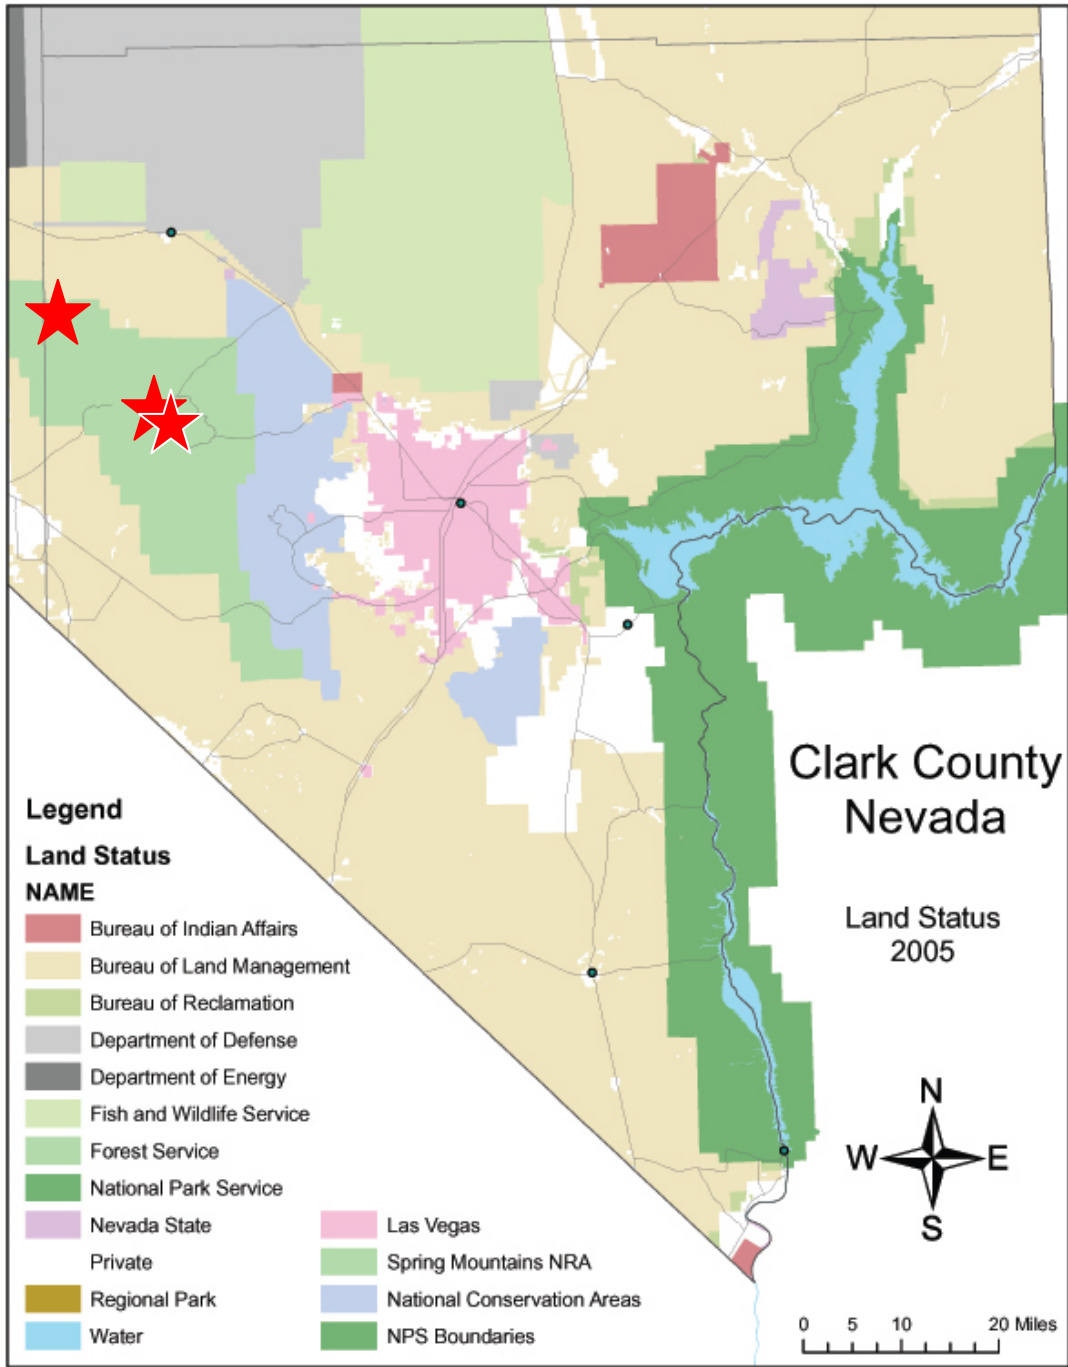 Clark County
Nevada
Land Status
2005
Legend
Land Status
NAME
Bureau of Indian Affairs
Bureau of Land Management
Bureau of Reclamation
Department of Defense
Department of Energy
Fish and Wildlife Service
Forest Service
National Park Service
Nevada State
Private
Regional Park
Water
Las Vegas
Spring Mountains NRA
National Conservation Areas
NPS Boundaries
N
W E
S
0 5 10 20 Miles